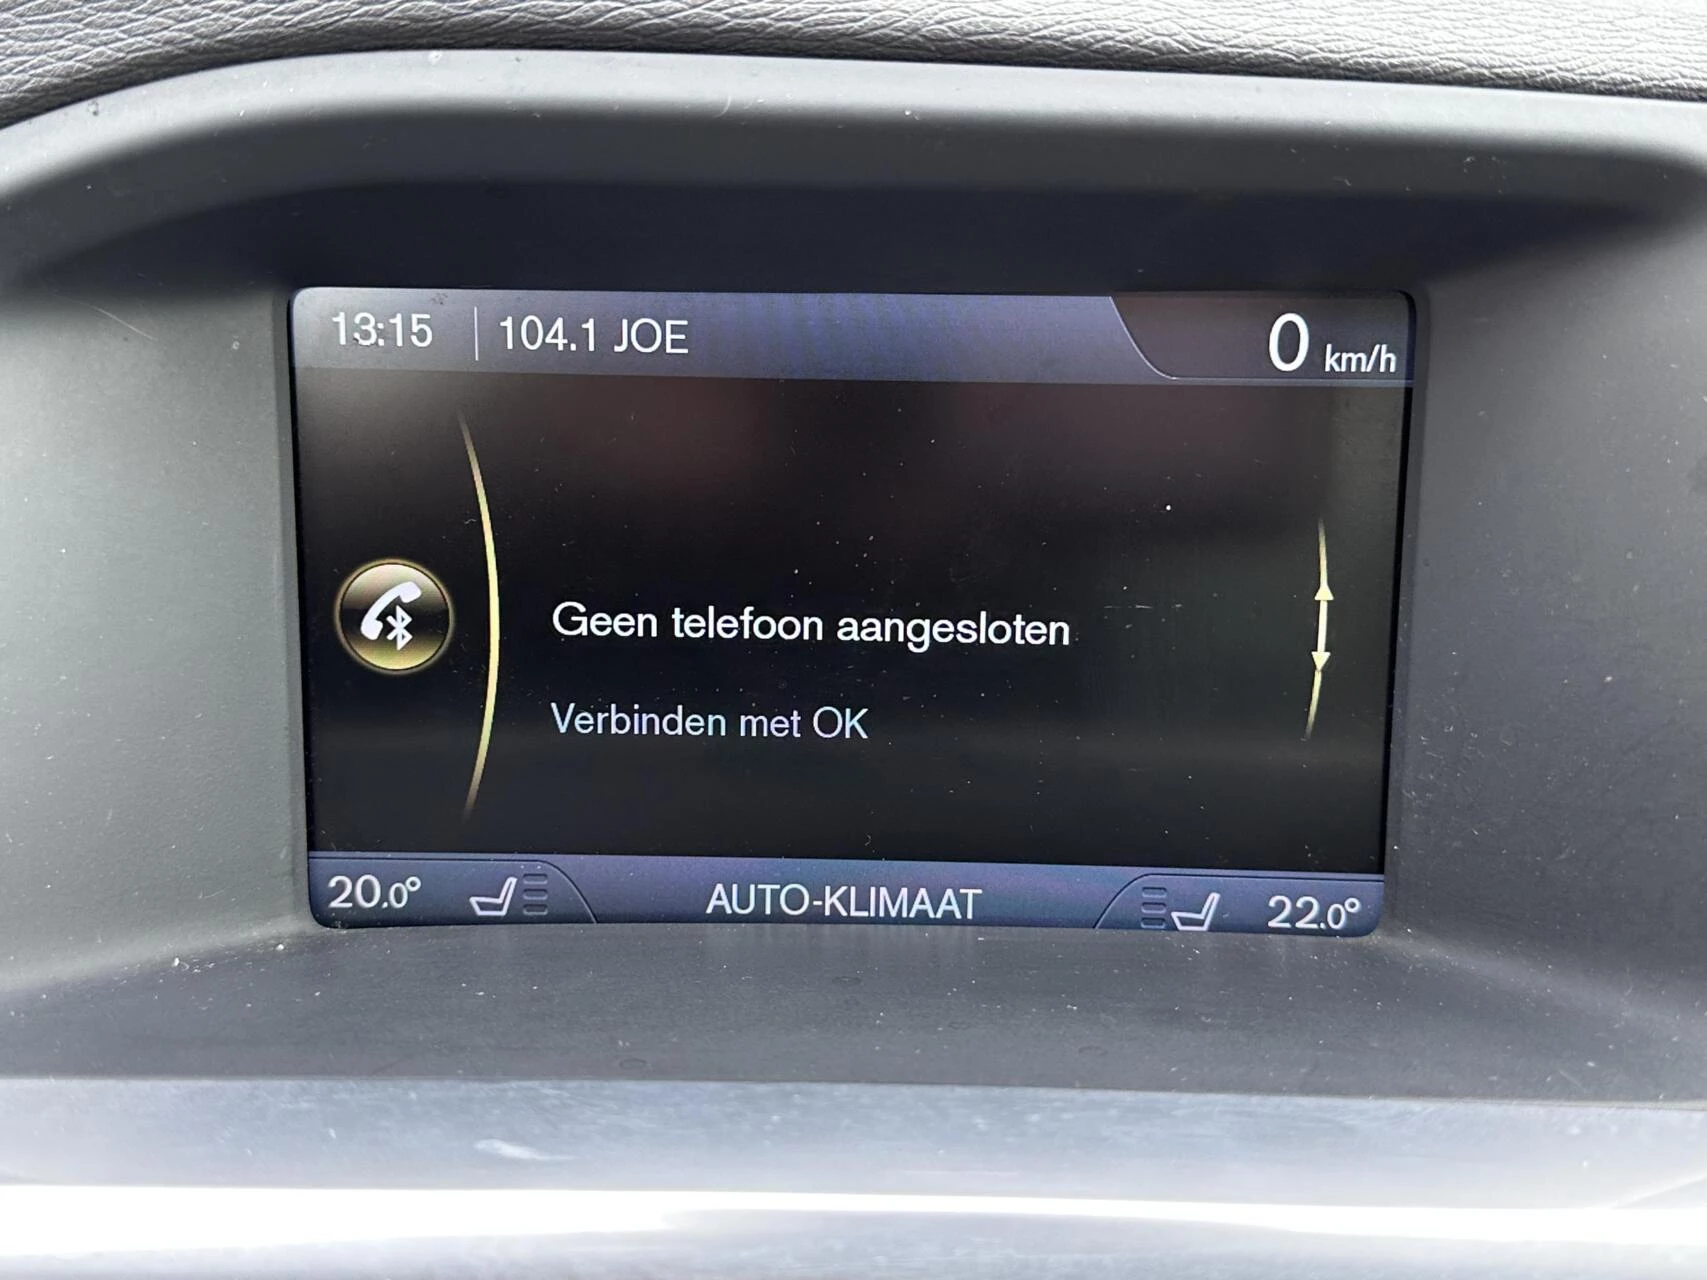 13:15 104.1 JOE 0 km/h
Geen telefoon aangesloten
Verbinden met OK
20.0° AUTO-KLIMAAT 22.0°